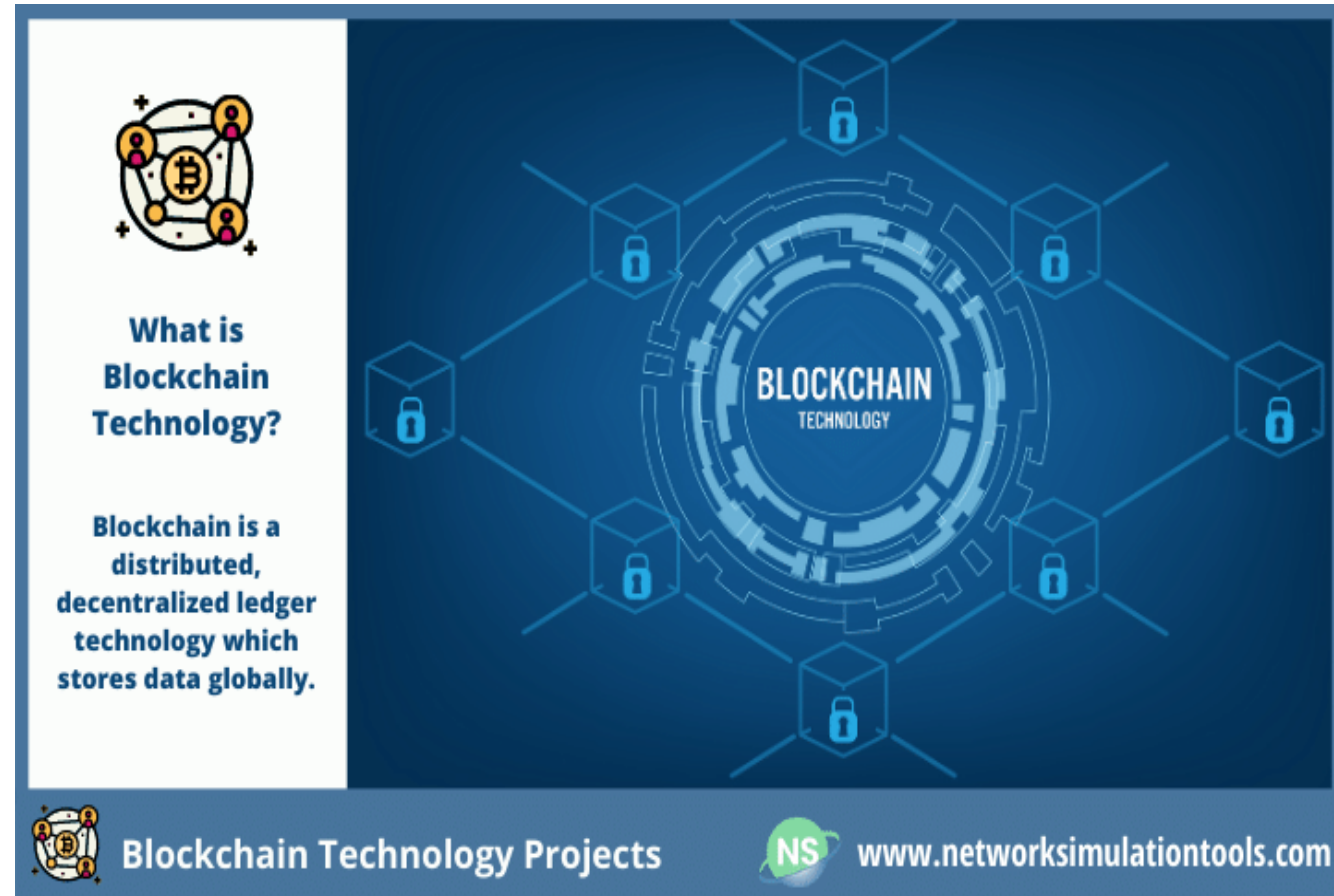 What is
Blockchain
Technology?
Blockchain is a
distributed,
decentralized ledger
technology which
stores data globally.
BLOCKCHAIN
TECHNOLOGY
Blockchain Technology Projects
NS
www.networksimulationtools.com